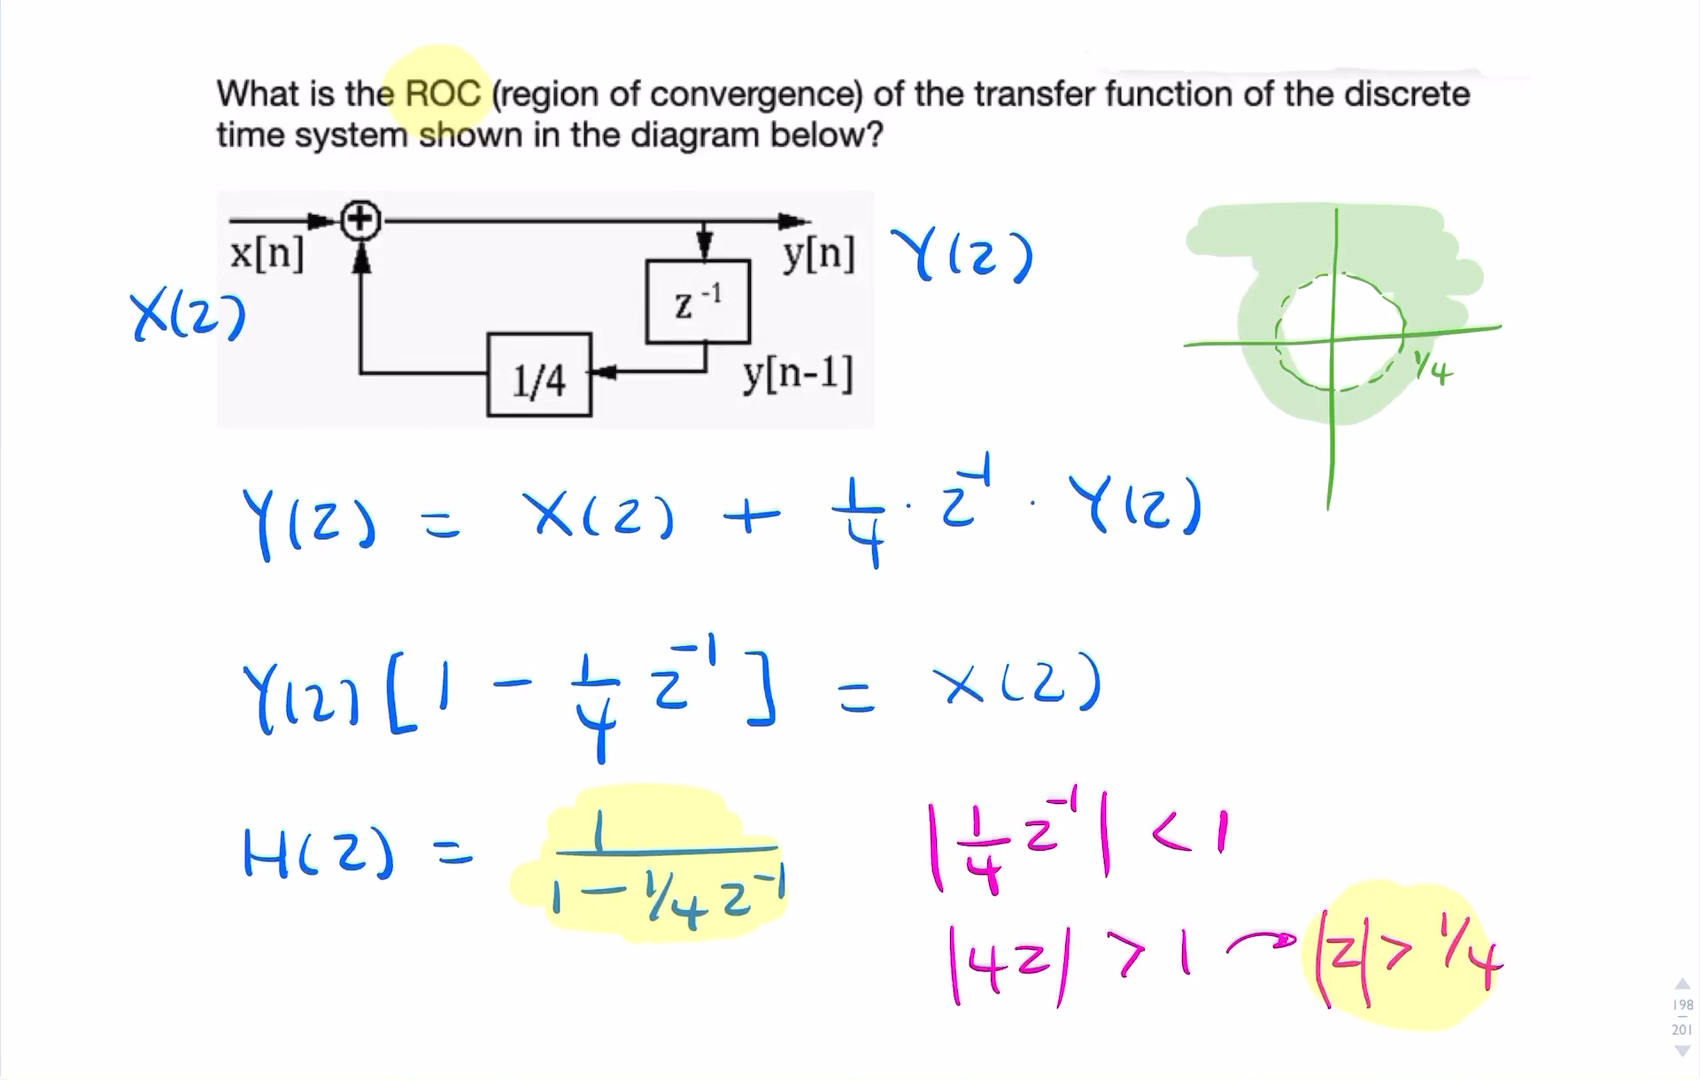 What is the ROC (region of convergence) of the transfer function of the discrete
time system shown in the diagram below?
x[n]
+
y[n]
Y(z)
X(z)
z⁻¹
1/4
y[n-1]
1/4
Y(z) = X(z) + 1/4 · z⁻¹ · Y(z)
Y(z) [1 - 1/4 z⁻¹] = X(z)
H(z) = 1 / (1 - 1/4 z⁻¹)
|1/4 z⁻¹| < 1
|4z| > 1 → |z| > 1/4
198
201